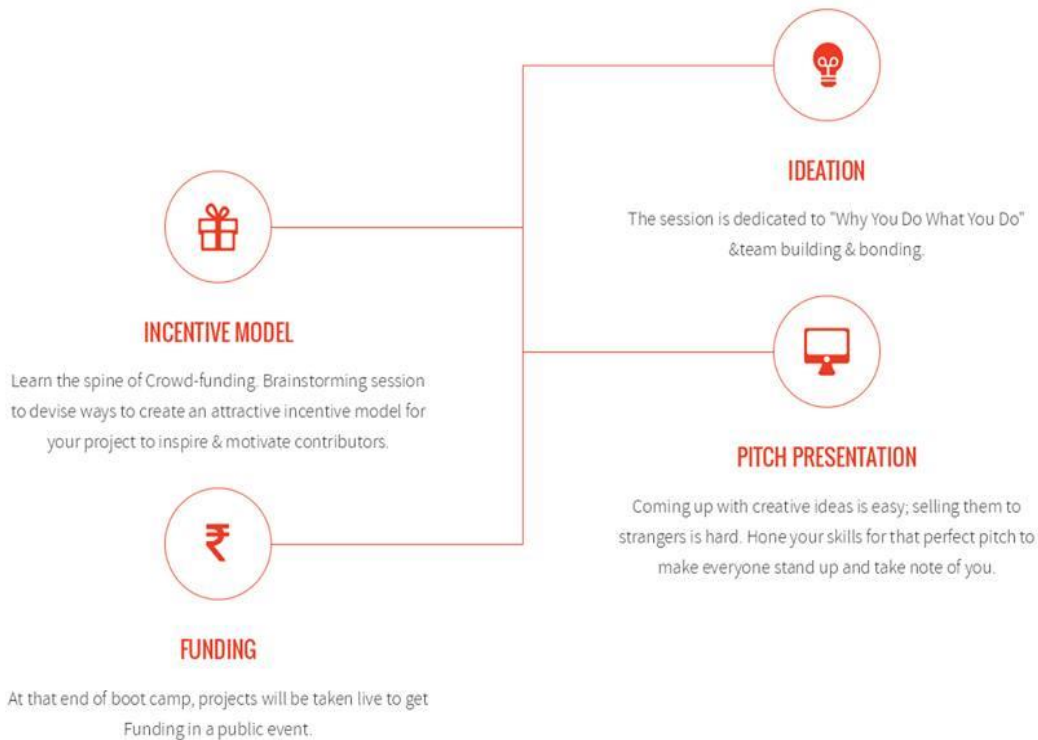 IDEATION
The session is dedicated to "Why You Do What You Do"
&team building & bonding.
INCENTIVE MODEL
Learn the spine of Crowd-funding. Brainstorming session
to devise ways to create an attractive incentive model for
your project to inspire & motivate contributors.
PITCH PRESENTATION
Coming up with creative ideas is easy; selling them to
strangers is hard. Hone your skills for that perfect pitch to
make everyone stand up and take note of you.
₹
FUNDING
At that end of boot camp, projects will be taken live to get
Funding in a public event.